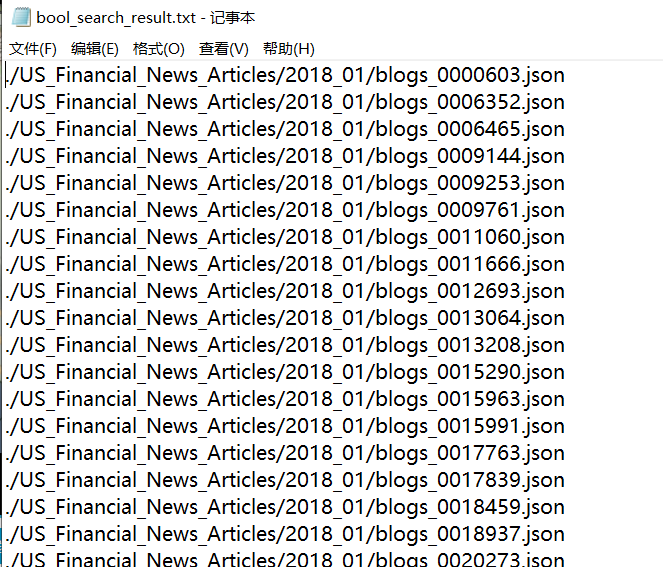 bool_search_result.txt - 记事本
文件(F) 编辑(E) 格式(O) 查看(V) 帮助(H)
./US_Financial_News_Articles/2018_01/blogs_0000603.json
./US_Financial_News_Articles/2018_01/blogs_0006352.json
./US_Financial_News_Articles/2018_01/blogs_0006465.json
./US_Financial_News_Articles/2018_01/blogs_0009144.json
./US_Financial_News_Articles/2018_01/blogs_0009253.json
./US_Financial_News_Articles/2018_01/blogs_0009761.json
./US_Financial_News_Articles/2018_01/blogs_0011060.json
./US_Financial_News_Articles/2018_01/blogs_0011666.json
./US_Financial_News_Articles/2018_01/blogs_0012693.json
./US_Financial_News_Articles/2018_01/blogs_0013064.json
./US_Financial_News_Articles/2018_01/blogs_0013208.json
./US_Financial_News_Articles/2018_01/blogs_0015290.json
./US_Financial_News_Articles/2018_01/blogs_0015963.json
./US_Financial_News_Articles/2018_01/blogs_0015991.json
./US_Financial_News_Articles/2018_01/blogs_0017763.json
./US_Financial_News_Articles/2018_01/blogs_0017839.json
./US_Financial_News_Articles/2018_01/blogs_0018459.json
./US_Financial_News_Articles/2018_01/blogs_0018937.json
./US_Financial_News_Articles/2018_01/blogs_0020273.json